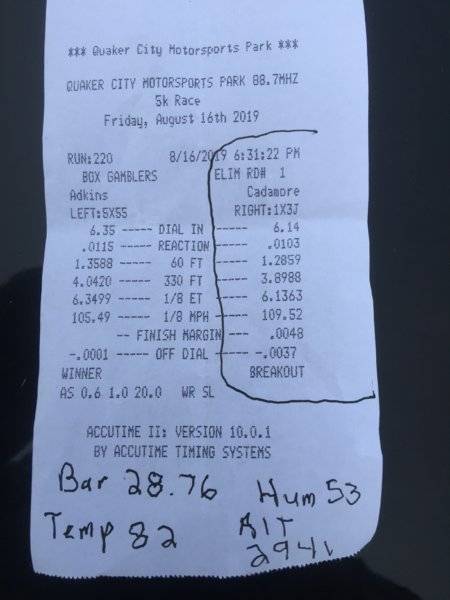 *** Quaker City Motorsports Park ***
QUAKER CITY MOTORSPORTS PARK 88.7MHZ
5k Race
Friday, August 16th 2019
RUN:220 8/16/2019 6:31:22 PM
BOX GAMBLERS ELIM RD# 1
Adkins Cadamore
LEFT:5X55 RIGHT:1X3J
6.35 ----- DIAL IN ----- 6.14
.0115 ----- REACTION ----- .0103
1.3588 ----- 60 FT ----- 1.2859
4.0420 ----- 330 FT ----- 3.8988
6.3499 ----- 1/8 ET ----- 6.1363
105.49 ----- 1/8 MPH ----- 109.52
-- FINISH MARGIN --- .0048
-.0001 ----- OFF DIAL ----- -.0037
WINNER BREAKOUT
AS 0.6 1.0 20.0 WR SL
ACCUTIME II: VERSION 10.0.1
BY ACCUTIME TIMING SYSTEMS
Bar 28.76 Hum 53
Temp 82 Alt
2941